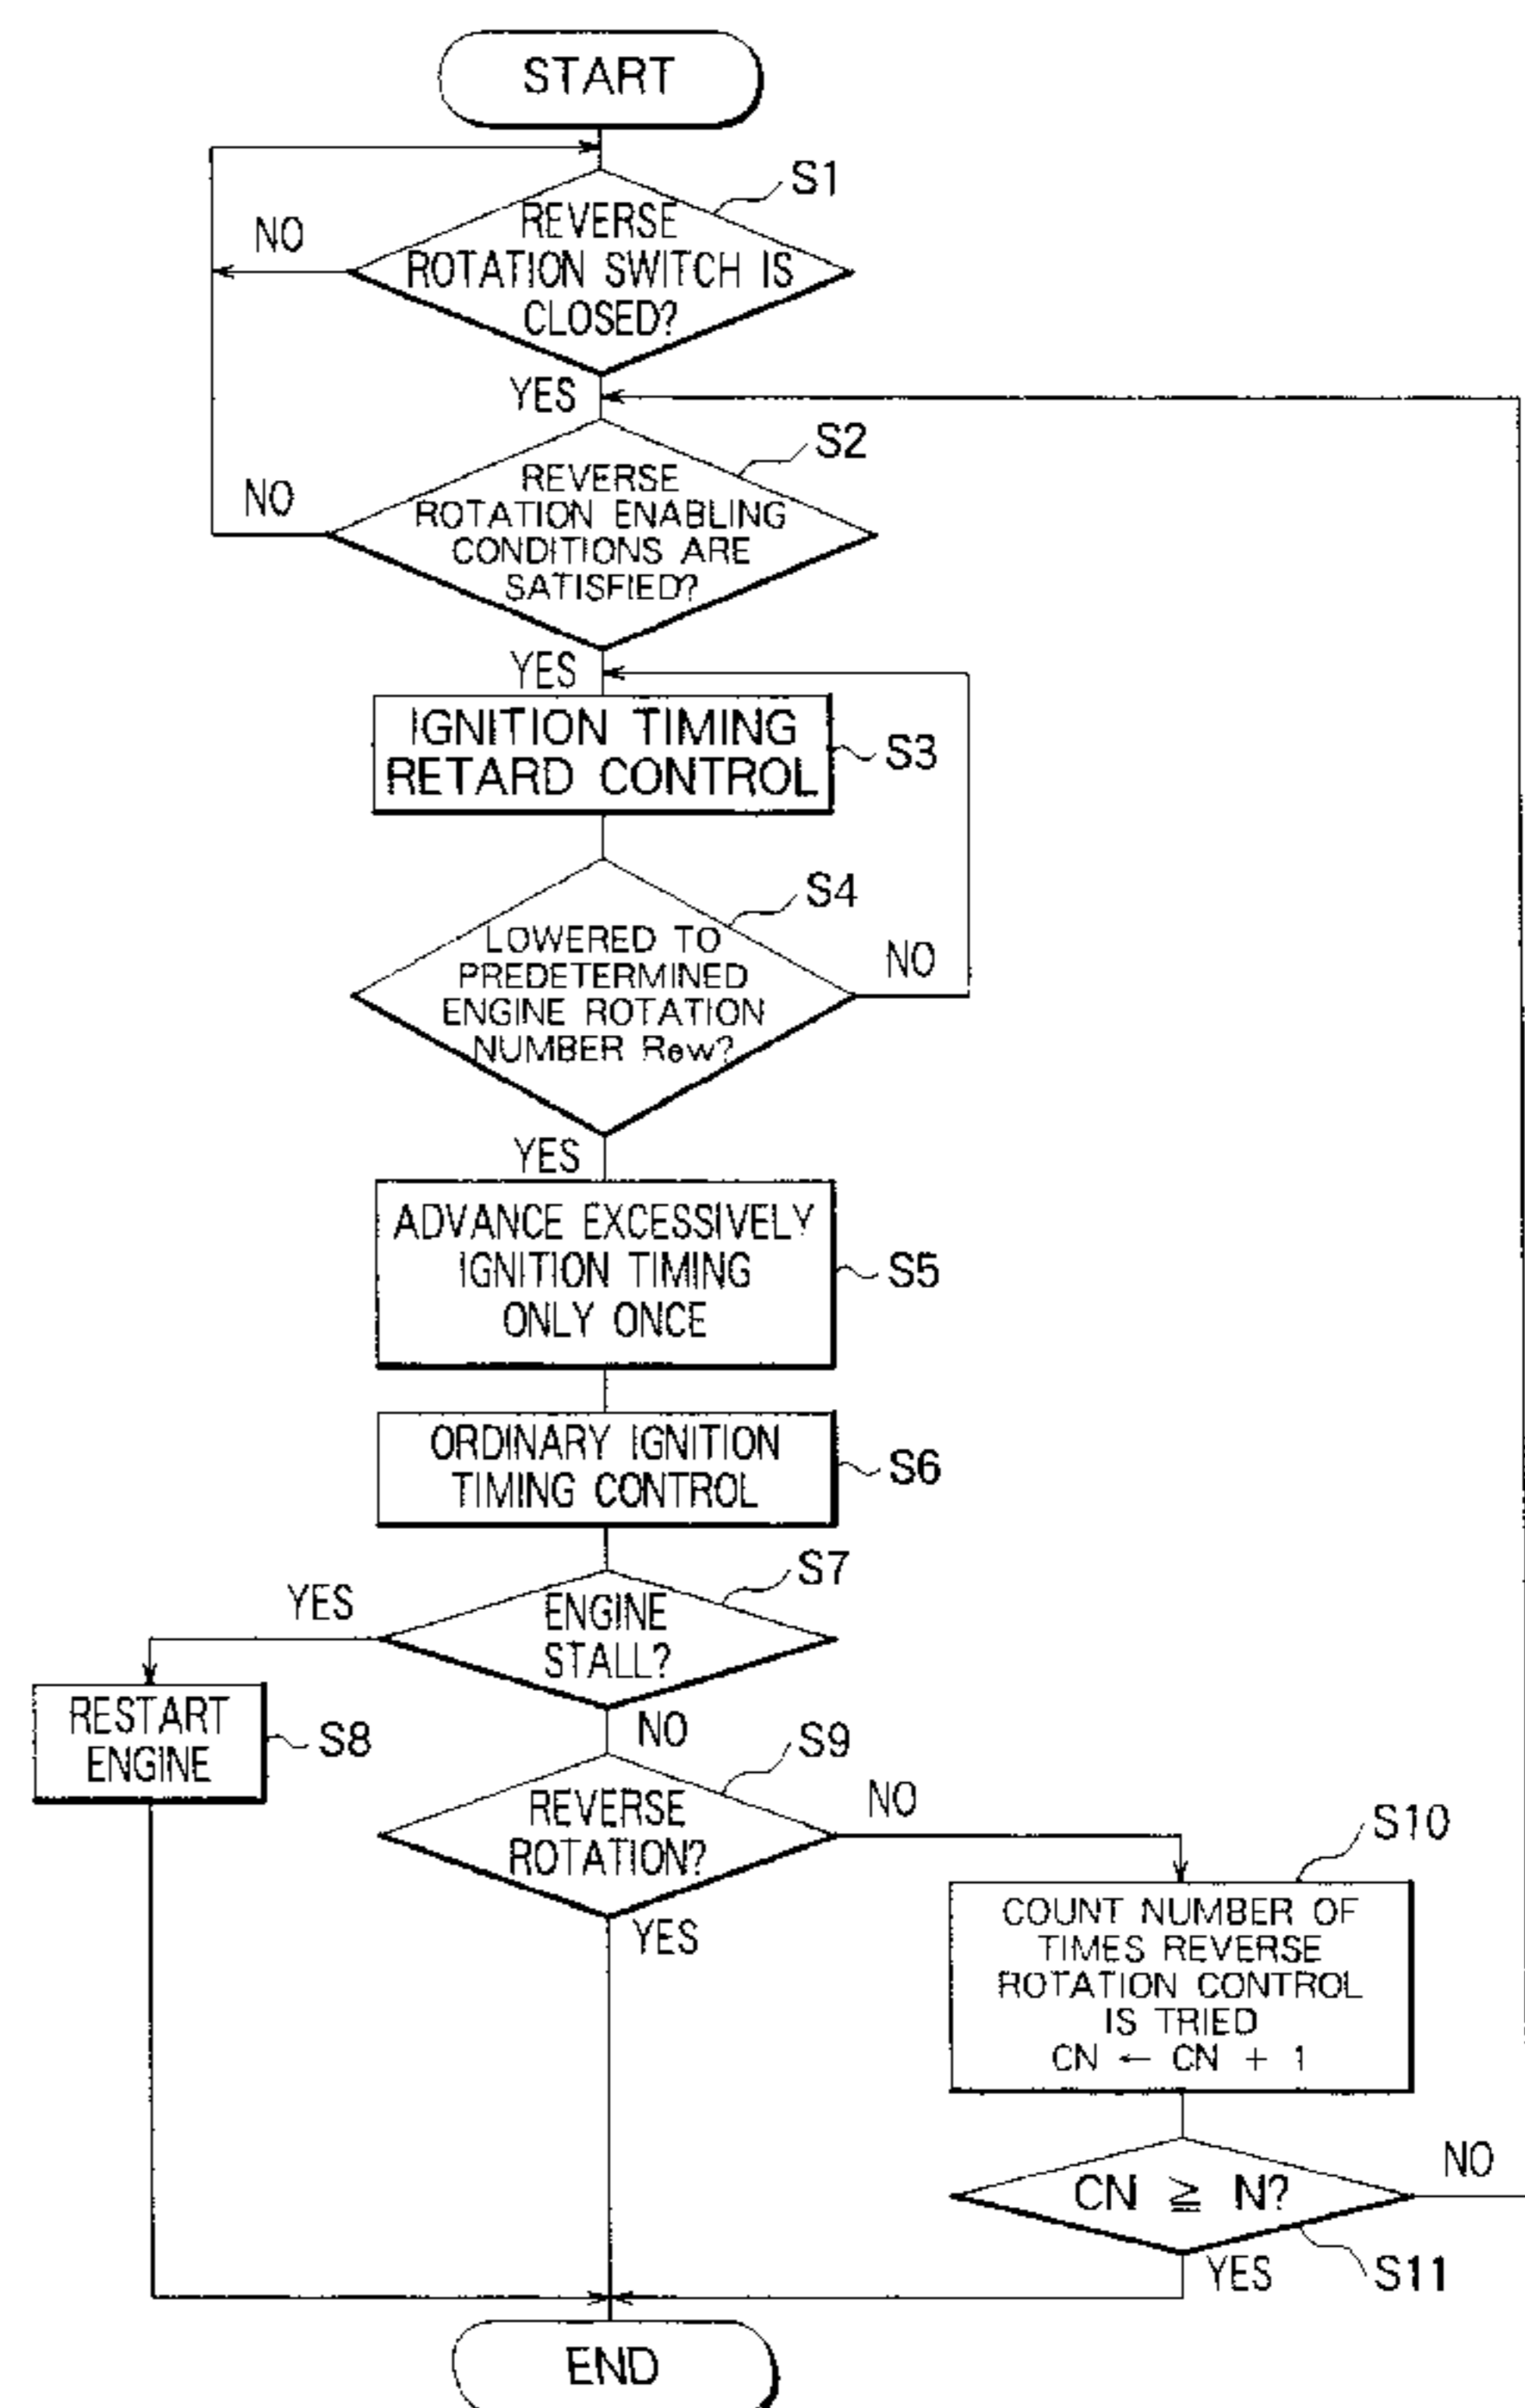 START
S1
NO
REVERSE
ROTATION SWITCH IS
CLOSED?
YES
S2
NO
REVERSE
ROTATION ENABLING
CONDITIONS ARE
SATISFIED?
YES
IGNITION TIMING
RETARD CONTROL
S3
S4
LOWERED TO
PREDETERMINED
ENGINE ROTATION
NUMBER Rew?
NO
YES
ADVANCE EXCESSIVELY
IGNITION TIMING
ONLY ONCE
S5
ORDINARY IGNITION
TIMING CONTROL
S6
S7
YES
ENGINE
STALL?
RESTART
ENGINE
S8
NO
S9
REVERSE
ROTATION?
NO
YES
S10
COUNT NUMBER OF
TIMES REVERSE
ROTATION CONTROL
IS TRIED
CN ← CN + 1
CN ≧ N?
NO
YES
S11
END